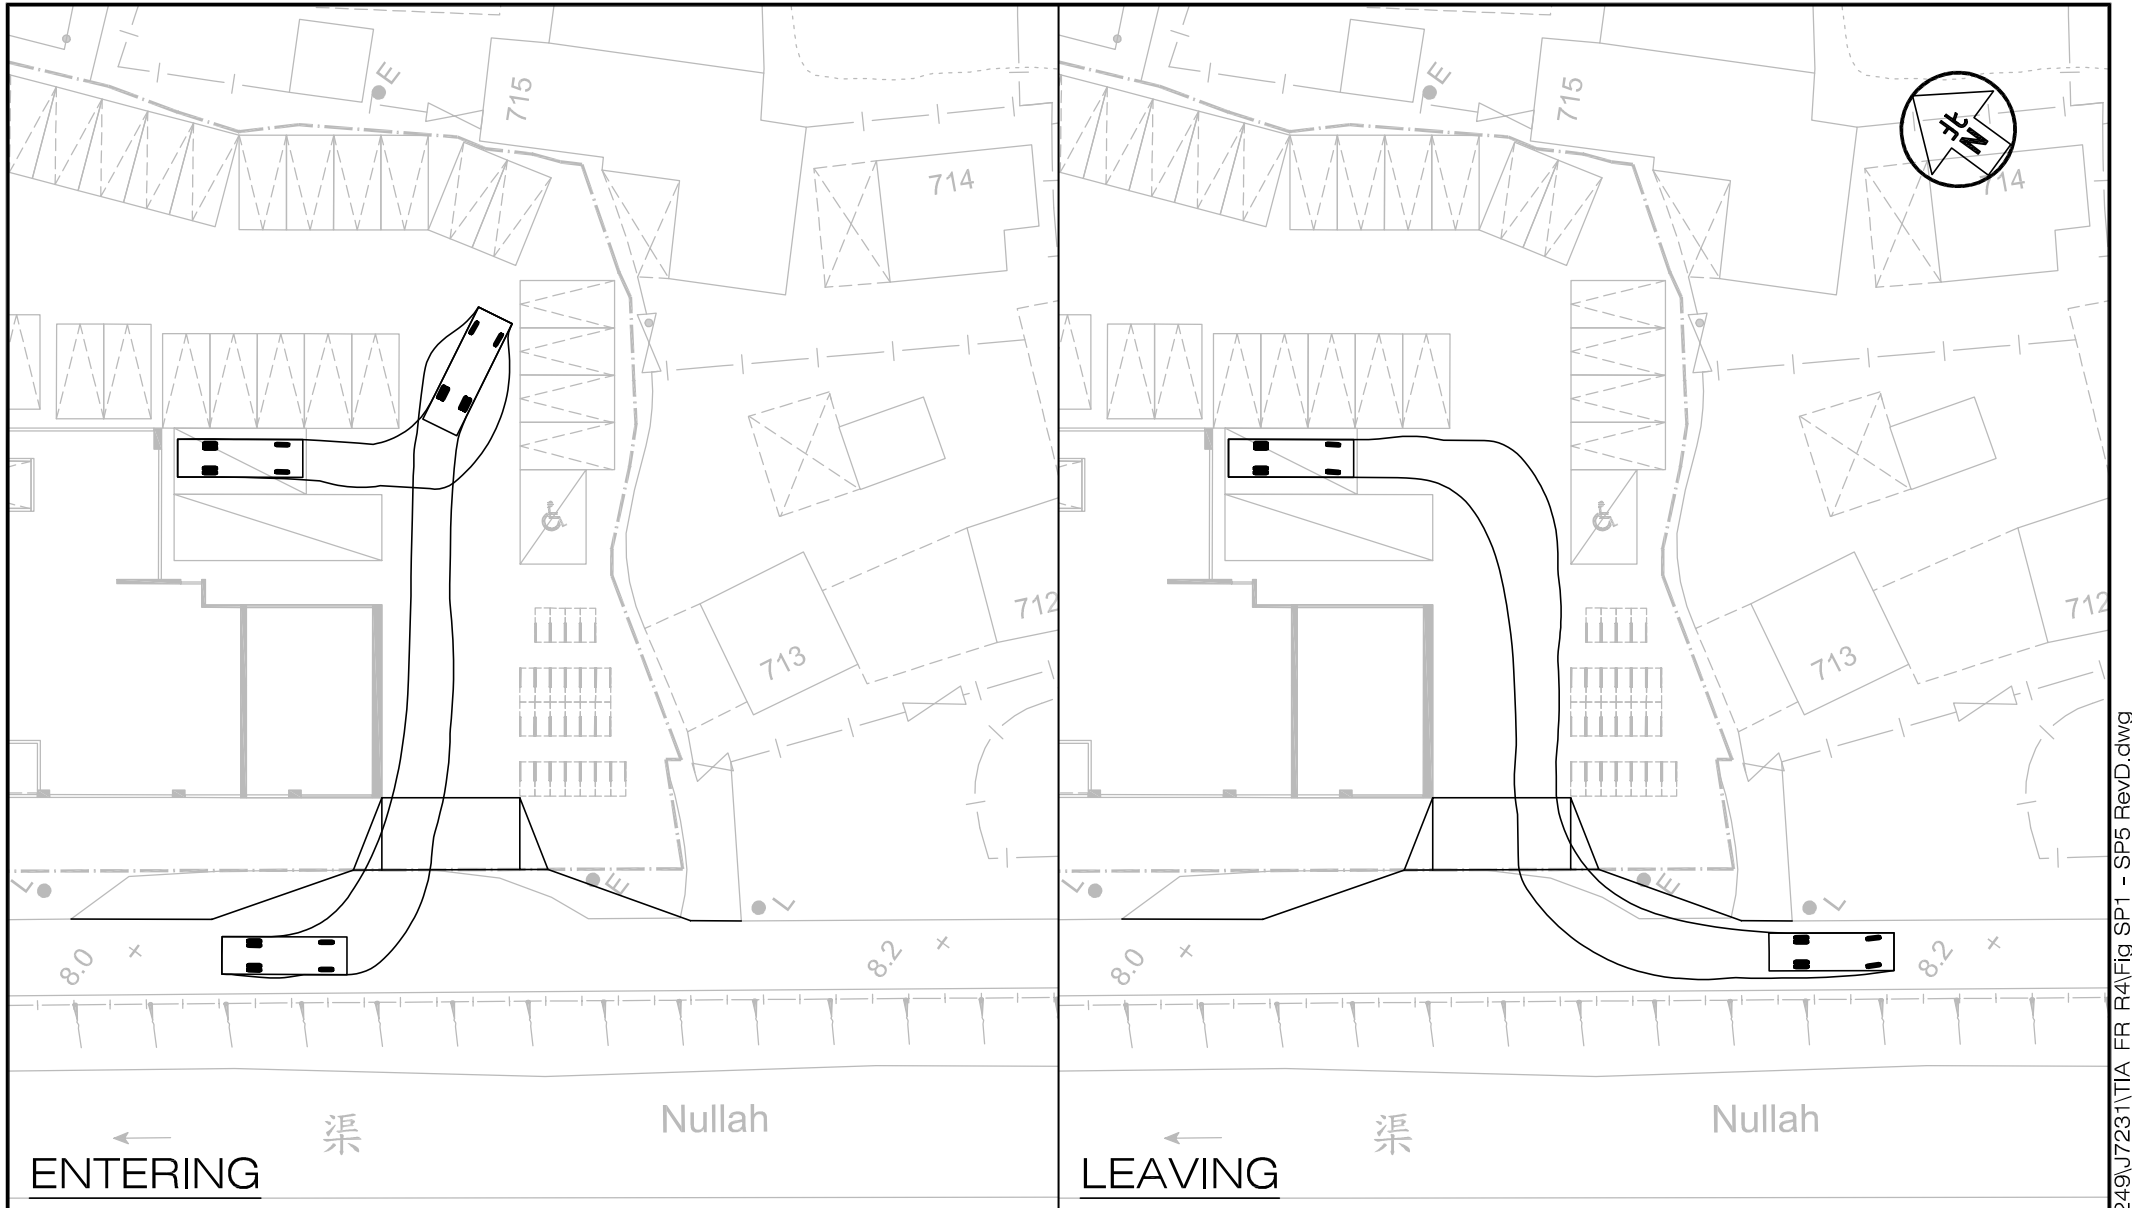 E
715
714
713
712
L
E
L
8.0
8.2
渠
Nullah
ENTERING
E
715
北
N
714
713
712
L
E
L
8.0
8.2
渠
Nullah
LEAVING
249\J7231\TIA FR R4\Fig SP1 - SP5 RevD.dwg